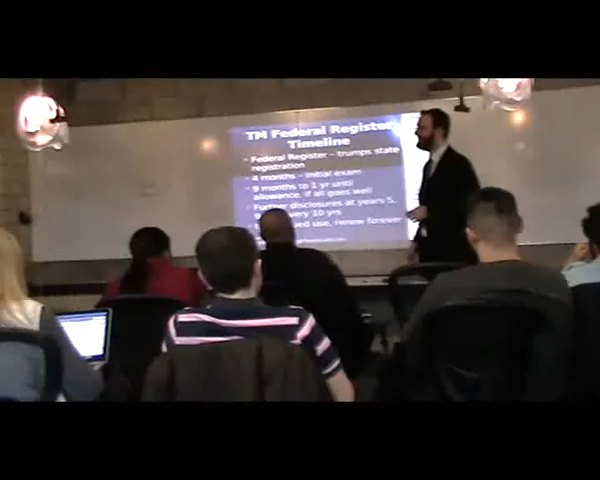 TM Federal Register
Timeline
• Federal Register – trumps state
registration
• 4 months – initial exam
• 9 months to 1 yr until
allowance, if all goes well
• Further disclosures at years 5,
every 10 yrs
used use, renew forever